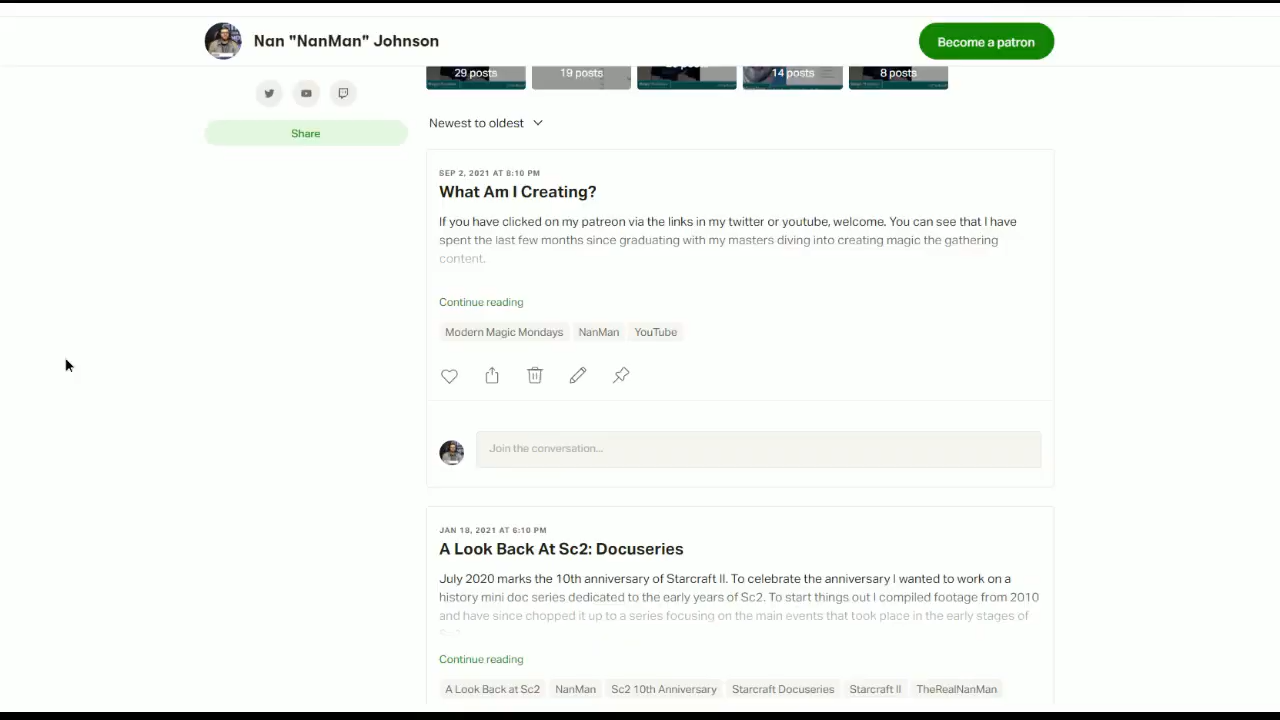 Nan "NanMan" Johnson
Become a patron
29 posts
19 posts
14 posts
8 posts
Share
Newest to oldest
SEP 2, 2021 AT 8:10 PM
What Am I Creating?
If you have clicked on my patreon via the links in my twitter or youtube, welcome. You can see that I have
spent the last few months since graduating with my masters diving into creating magic the gathering
content.
Continue reading
Modern Magic Mondays
NanMan
YouTube
Join the conversation...
JAN 18, 2021 AT 6:10 PM
A Look Back At Sc2: Docuseries
July 2020 marks the 10th anniversary of Starcraft II. To celebrate the anniversary I wanted to work on a
history mini doc series dedicated to the early years of Sc2. To start things out I compiled footage from 2010
and have since chopped it up to a series focusing on the main events that took place in the early stages of
Sc2
Continue reading
A Look Back at Sc2
NanMan
Sc2 10th Anniversary
Starcraft Docuseries
Starcraft II
TheRealNanMan